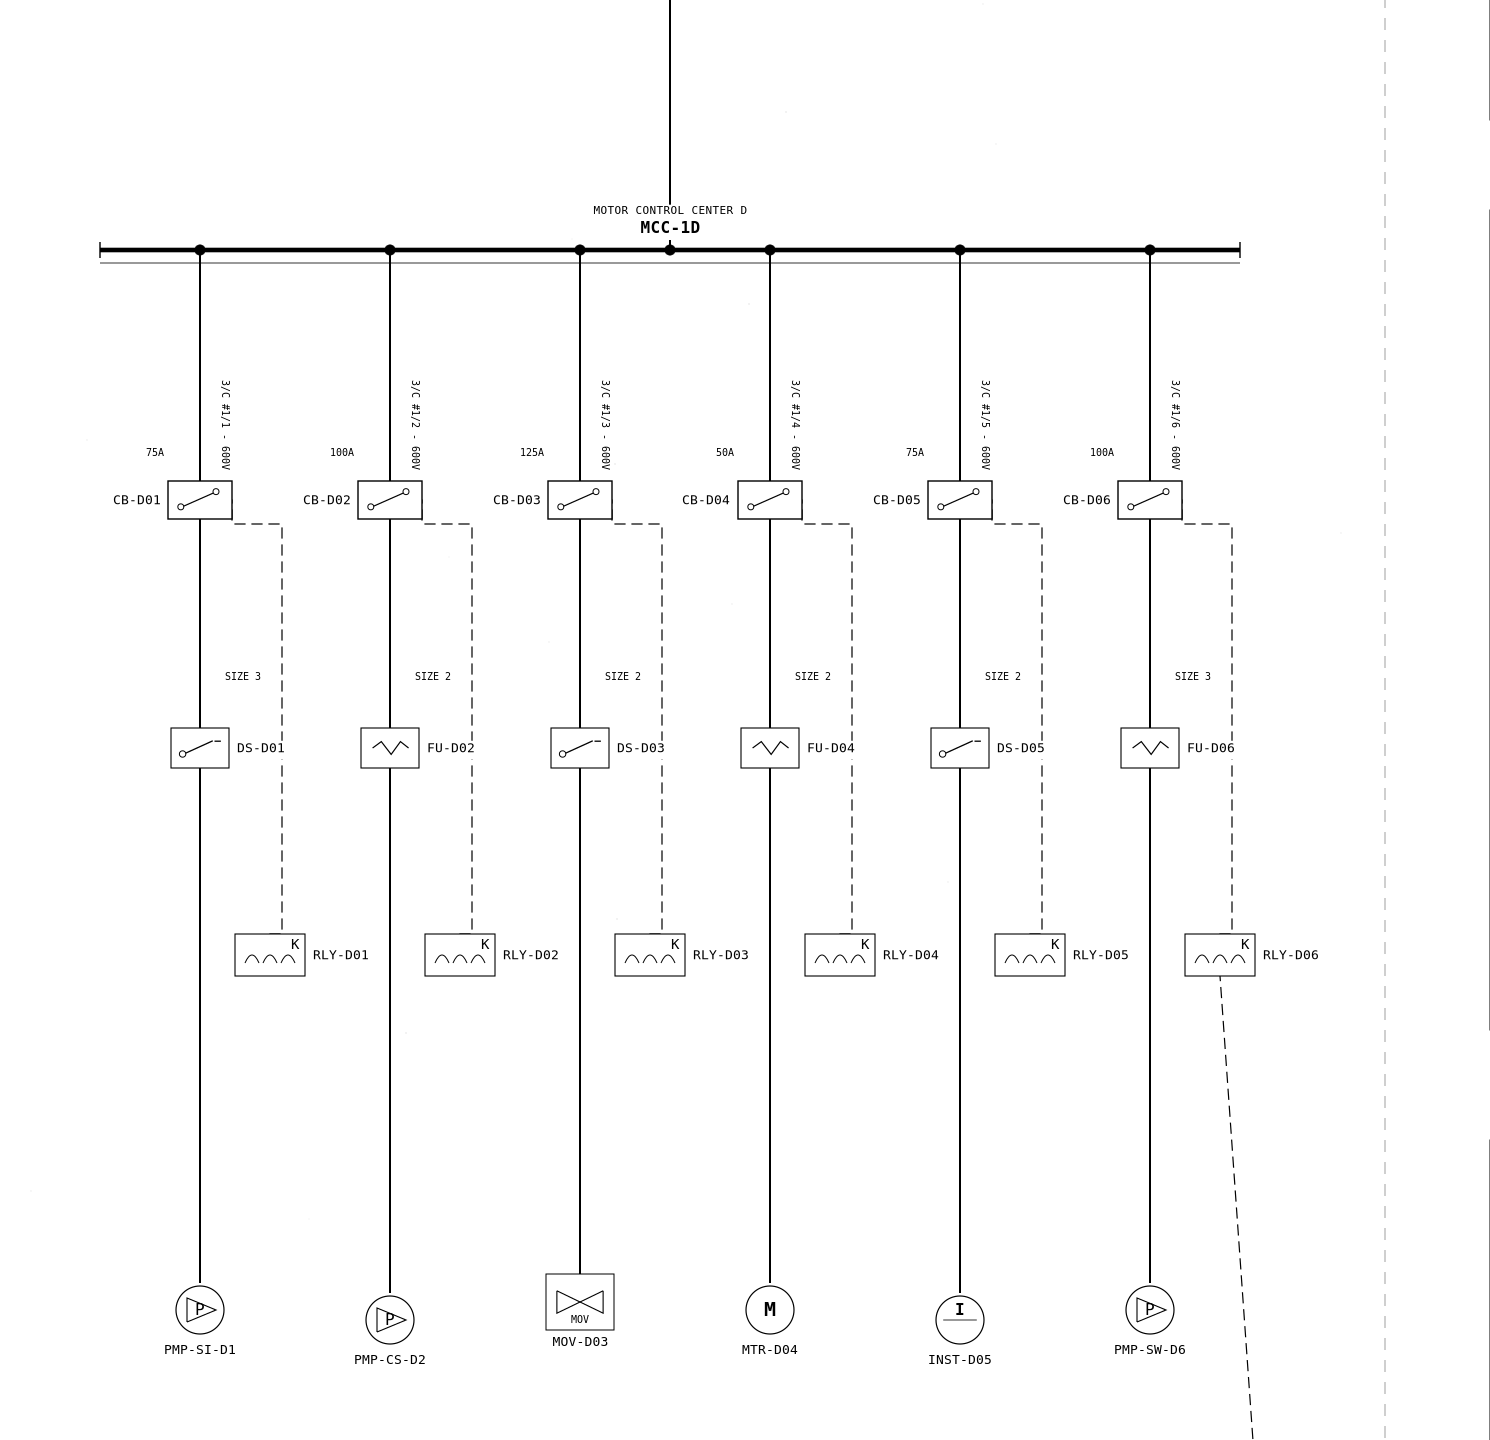 MOTOR CONTROL CENTER D
MCC-1D
3/C #1/1 - 600V
3/C #1/2 - 600V
3/C #1/3 - 600V
3/C #1/4 - 600V
3/C #1/5 - 600V
3/C #1/6 - 600V
75A
100A
125A
50A
75A
100A
CB-D01
CB-D02
CB-D03
CB-D04
CB-D05
CB-D06
SIZE 3
SIZE 2
SIZE 2
SIZE 2
SIZE 2
SIZE 3
DS-D01
FU-D02
DS-D03
FU-D04
DS-D05
FU-D06
K
K
K
K
K
K
RLY-D01
RLY-D02
RLY-D03
RLY-D04
RLY-D05
RLY-D06
P
P
MOV
M
I
P
PMP-SI-D1
PMP-CS-D2
MOV-D03
MTR-D04
INST-D05
PMP-SW-D6